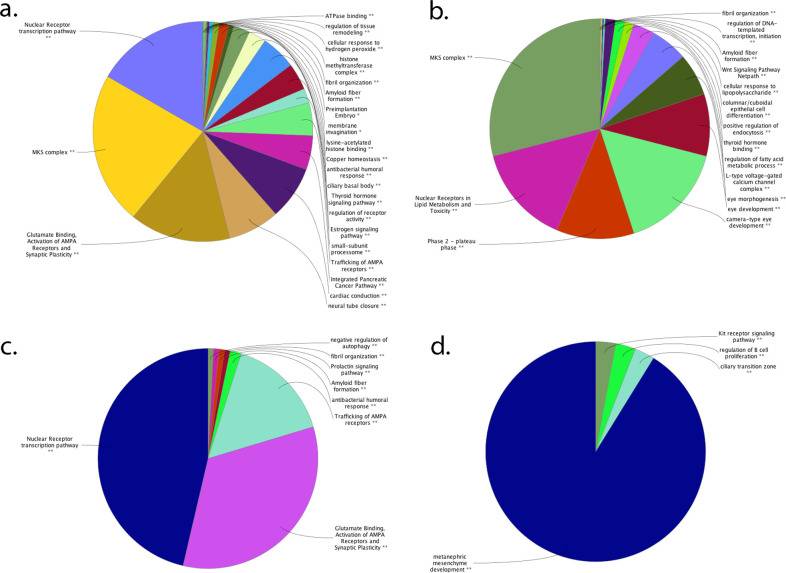 a.
Nuclear Receptor
transcription pathway
**
MKS complex **
Glutamate Binding,
Activation of AMPA
Receptors and
Synaptic Plasticity **
ATPase binding **
regulation of tissue
remodeling **
cellular response to
hydrogen peroxide **
histone
methyltransferase
complex **
fibril organization **
Amyloid fiber
formation **
Preimplantation
Embryo *
membrane
invagination *
lysine-acetylated
histone binding **
Copper homeostasis **
antibacterial humoral
response **
ciliary basal body **
Thyroid hormone
signaling pathway **
regulation of receptor
activity **
Estrogen signaling
pathway **
small-subunit
processome **
Trafficking of AMPA
receptors **
Integrated Pancreatic
Cancer Pathway **
cardiac conduction **
neural tube closure **
b.
MKS complex **
Nuclear Receptors in
Lipid Metabolism and
Toxicity **
Phase 2 - plateau
phase **
fibril organization **
regulation of DNA-
templated
transcription, initiation
**
Amyloid fiber
formation **
Wnt Signaling Pathway
Netpath **
cellular response to
lipopolysaccharide **
columnar/cuboidal
epithelial cell
differentiation **
positive regulation of
endocytosis **
thyroid hormone
binding **
regulation of fatty acid
metabolic process **
L-type voltage-gated
calcium channel
complex **
eye morphogenesis **
eye development **
camera-type eye
development **
c.
Nuclear Receptor
transcription pathway
**
negative regulation of
autophagy **
fibril organization **
Prolactin signaling
pathway **
Amyloid fiber
formation **
antibacterial humoral
response **
Trafficking of AMPA
receptors **
Glutamate Binding,
Activation of AMPA
Receptors and
Synaptic Plasticity **
d.
Kit receptor signaling
pathway **
regulation of B cell
proliferation **
ciliary transition zone **
metanephric
mesenchyme
development **